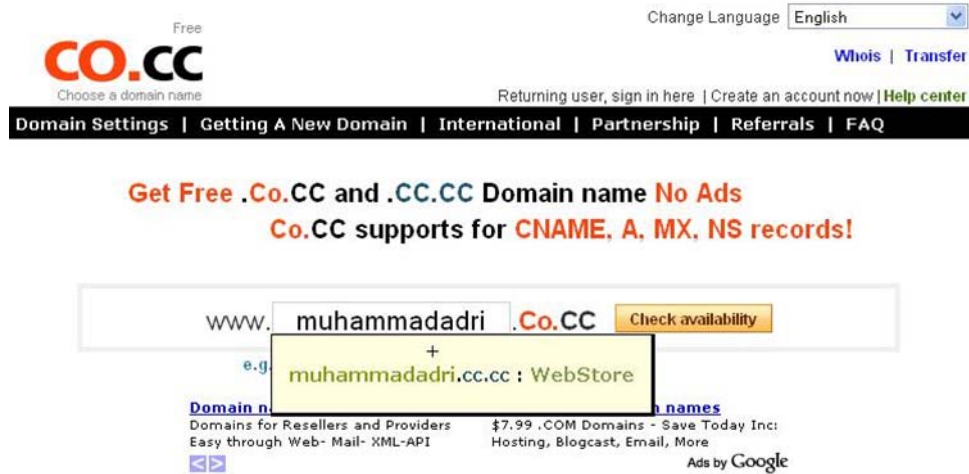 Change Language English
Free
CO.CC
Choose a domain name
Whois | Transfer
Returning user, sign in here | Create an account now | Help center
Domain Settings | Getting A New Domain | International | Partnership | Referrals | FAQ
Get Free .Co.CC and .CC.CC Domain name No Ads
Co.CC supports for CNAME, A, MX, NS records!
www. muhammadadri .Co.CC Check availability
+
e.g.
muhammadadri.cc.cc : WebStore
Domain n names
Domains for Resellers and Providers
Easy through Web- Mail- XML-API
$7.99 .COM Domains - Save Today Inc:
Hosting, Blogcast, Email, More
< >
Ads by Google